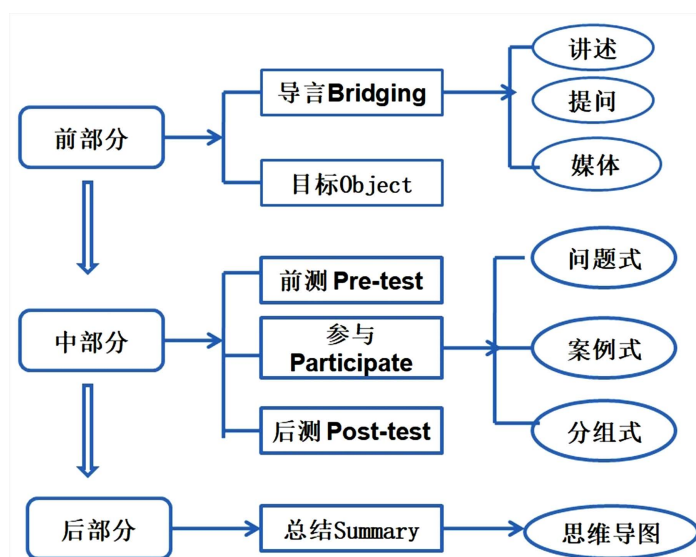 讲述
导言Bridging
提问
前部分
媒体
目标Object
问题式
前测 Pre-test
中部分
参与
Participate
案例式
后测 Post-test
分组式
后部分
总结Summary
思维导图